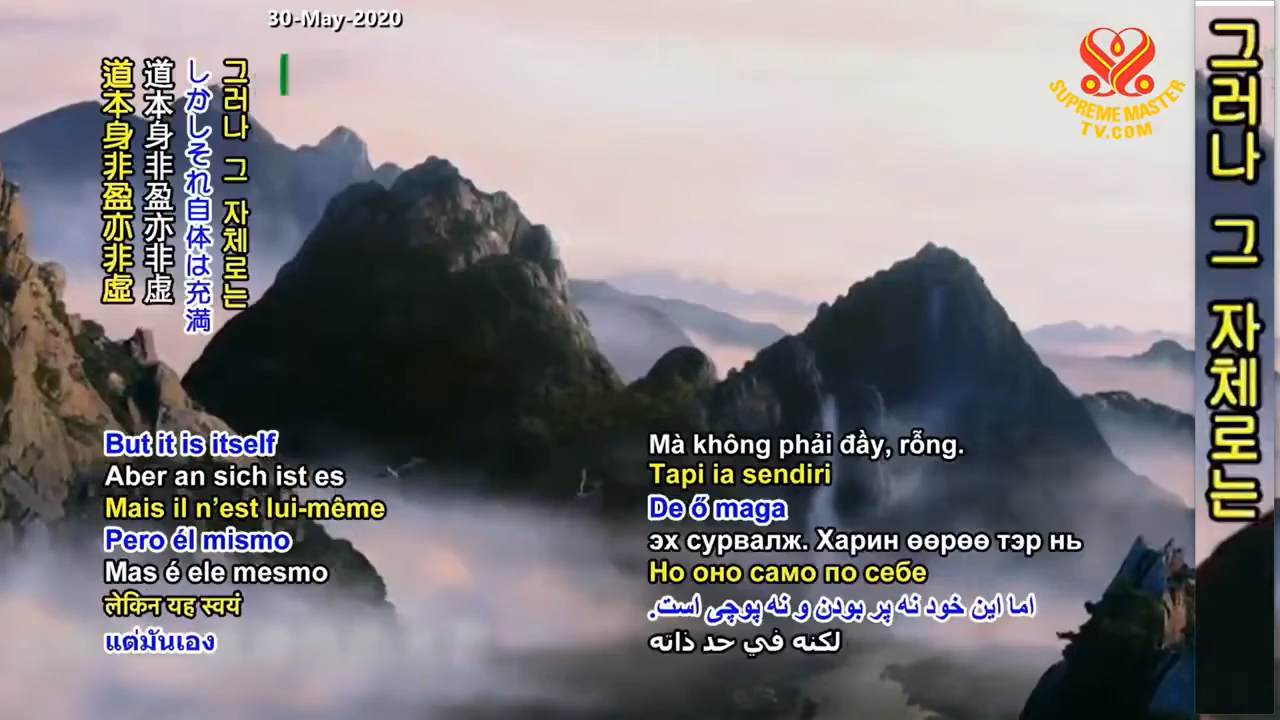 30-May-2020
SUPREME MASTER
TV.COM
그러나 그 자체로는
그러나 그 자체로는
しかしそれ自体は充満
道本身非盈亦非虚
道本身非盈亦非虛
But it is itself
Aber an sich ist es
Mais il n’est lui-même
Pero él mismo
Mas é ele mesmo
लेकिन यह स्वयं
แต่มันเอง
Mà không phải đầy, rỗng.
Tapi ia sendiri
De ő maga
эх сурвалж. Харин өөрөө тэр нь
Но оно само по себе
اما این خود نه پر بودن و نه پوچی است.
لكنه في حد ذاته